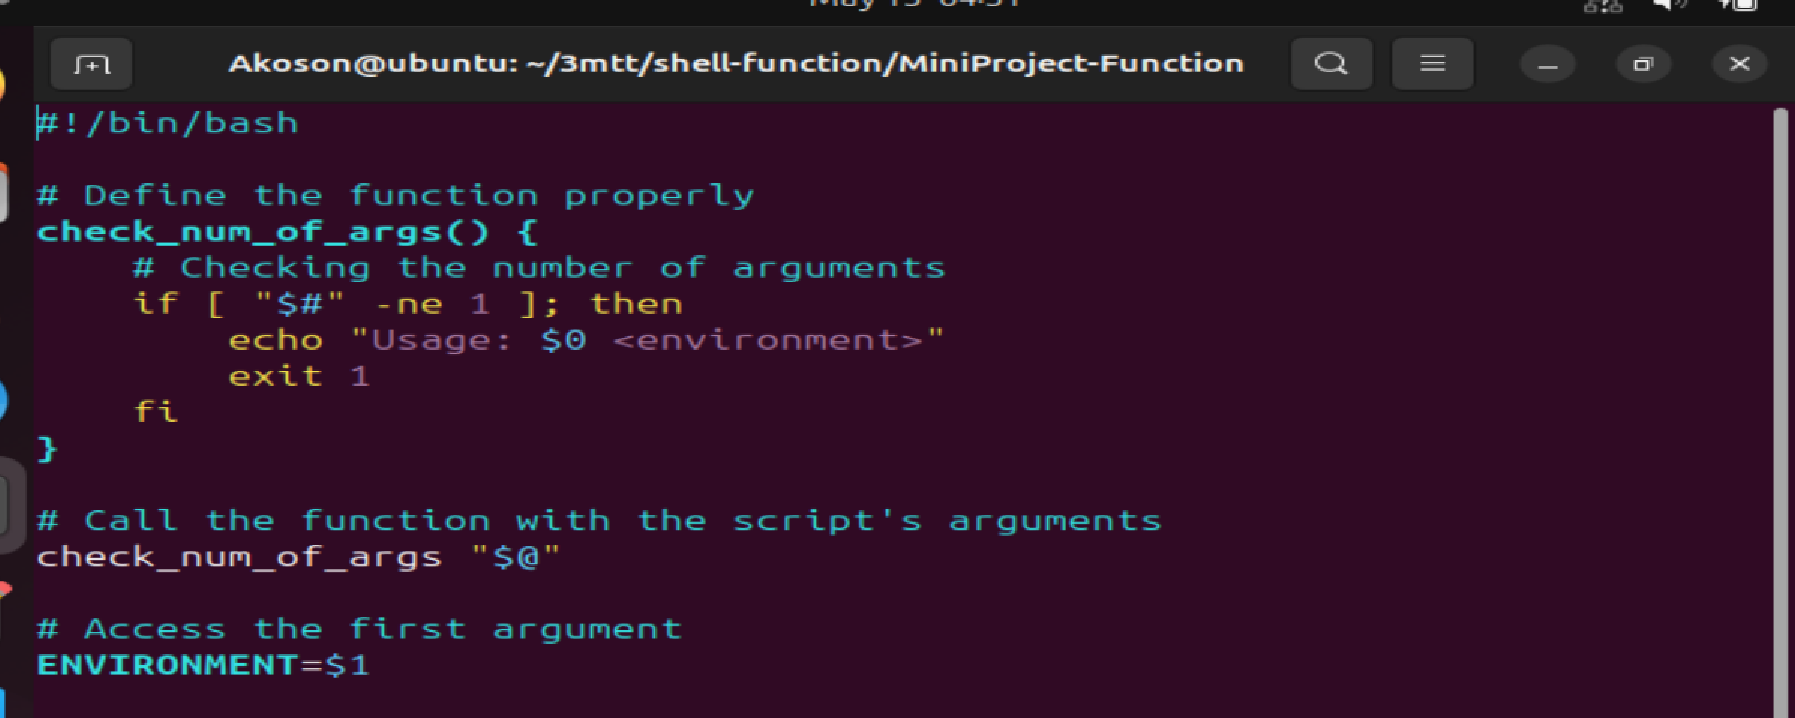 Akoson@ubuntu: ~/3mtt/shell-function/MiniProject-Function
#!/bin/bash
# Define the function properly
check_num_of_args() {
# Checking the number of arguments
if [ "$#" -ne 1 ]; then
echo "Usage: $0 <environment>"
exit 1
fi
}
# Call the function with the script's arguments
check_num_of_args "$@"
# Access the first argument
ENVIRONMENT=$1